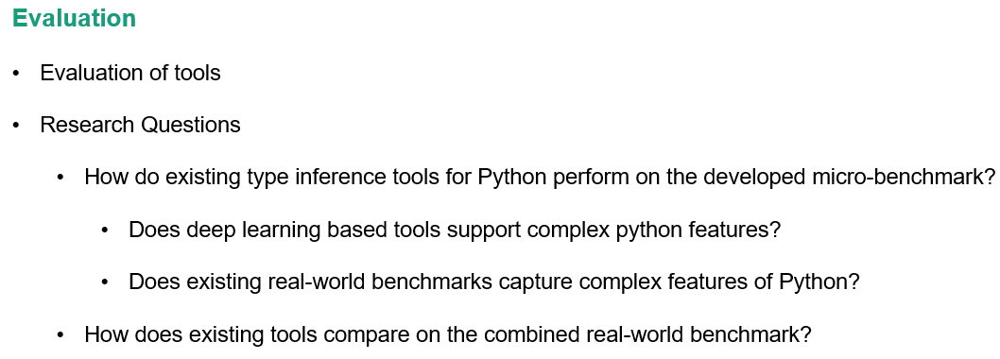 Evaluation
• Evaluation of tools
• Research Questions
• How do existing type inference tools for Python perform on the developed micro-benchmark?
• Does deep learning based tools support complex python features?
• Does existing real-world benchmarks capture complex features of Python?
• How does existing tools compare on the combined real-world benchmark?